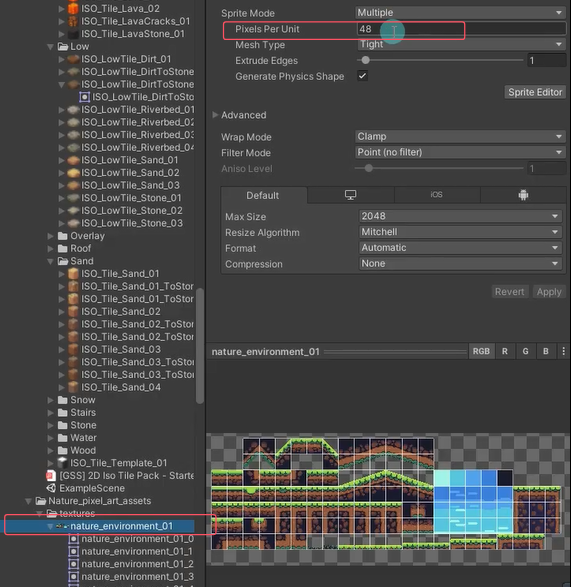 ISO_Tile_Lava_02
ISO_Tile_LavaCracks_01
ISO_Tile_LavaStone_01
Low
ISO_LowTile_Dirt_01
ISO_LowTile_DirtToStone
ISO_LowTile_DirtToStone
ISO_LowTile_DirtToSto
ISO_LowTile_Riverbed_01
ISO_LowTile_Riverbed_02
ISO_LowTile_Riverbed_03
ISO_LowTile_Riverbed_04
ISO_LowTile_Sand_01
ISO_LowTile_Sand_02
ISO_LowTile_Sand_03
ISO_LowTile_Stone_01
ISO_LowTile_Stone_02
ISO_LowTile_Stone_03
Overlay
Roof
Sand
ISO_Tile_Sand_01
ISO_Tile_Sand_01_ToStor
ISO_Tile_Sand_01_ToStor
ISO_Tile_Sand_02
ISO_Tile_Sand_02_ToStor
ISO_Tile_Sand_02_ToStor
ISO_Tile_Sand_03
ISO_Tile_Sand_03_ToStor
ISO_Tile_Sand_03_ToStor
ISO_Tile_Sand_04
Snow
Stairs
Stone
Water
Wood
ISO_Tile_Template_01
[GSS] 2D Iso Tile Pack - Starte
ExampleScene
Nature_pixel_art_assets
textures
nature_environment_01
nature_environment_01_0
nature_environment_01_1
nature_environment_01_2
nature_environment_01_3
Sprite Mode Multiple
Pixels Per Unit 48
Mesh Type Tight
Extrude Edges 1
Generate Physics Shape
Sprite Editor
Advanced
Wrap Mode Clamp
Filter Mode Point (no filter)
Aniso Level 1
Default iOS
Max Size 2048
Resize Algorithm Mitchell
Format Automatic
Compression None
Revert Apply
nature_environment_01 RGB R G B